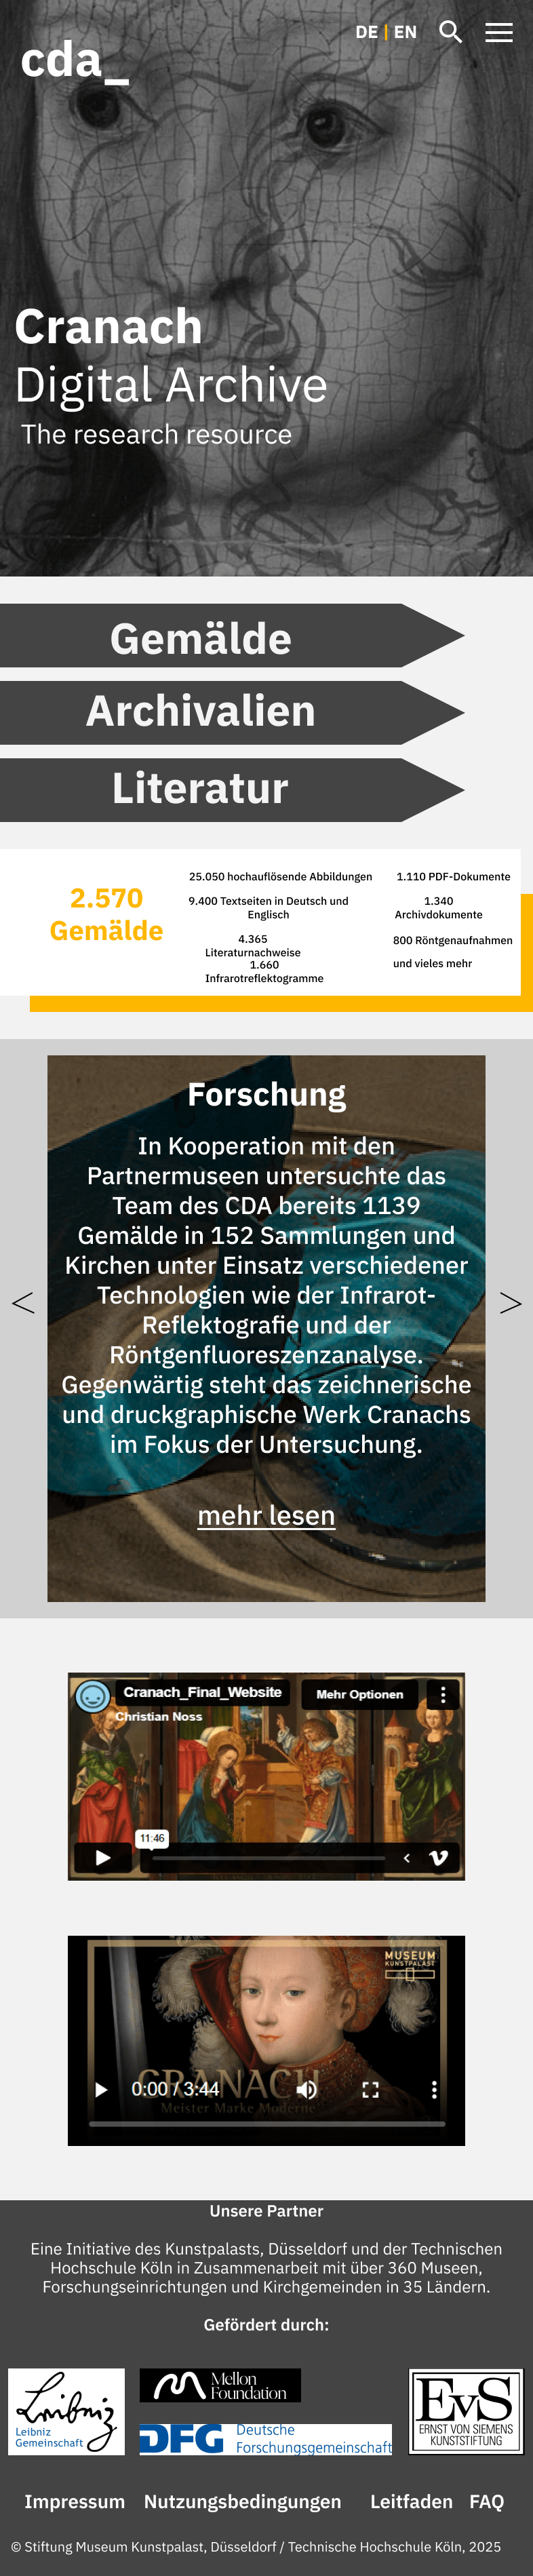 DE | EN
cda_
Cranach
Digital Archive
The research resource
Gemälde
Archivalien
Literatur
2.570
Gemälde
25.050 hochauflösende Abbildungen
9.400 Textseiten in Deutsch und
Englisch
4.365
Literaturnachweise
1.660
Infrarotreflektogramme
1.110 PDF-Dokumente
1.340
Archivdokumente
800 Röntgenaufnahmen
und vieles mehr
Forschung
In Kooperation mit den
Partnermuseen untersuchte das
Team des CDA bereits 1139
Gemälde in 152 Sammlungen und
Kirchen unter Einsatz verschiedener
Technologien wie der Infrarot-
Reflektografie und der
Röntgenfluoreszenzanalyse.
Gegenwärtig steht das zeichnerische
und druckgraphische Werk Cranachs
im Fokus der Untersuchung.
mehr lesen
Cranach_Final_Website
Mehr Optionen
Christian Noss
11:46
MUSEUM
KUNSTPALAST
CRANACH
0:00 / 3:44
Meister Marke Moderne
Unsere Partner
Eine Initiative des Kunstpalasts, Düsseldorf und der Technischen
Hochschule Köln in Zusammenarbeit mit über 360 Museen,
Forschungseinrichtungen und Kirchgemeinden in 35 Ländern.
Gefördert durch:
Leibniz
Leibniz
Gemeinschaft
Mellon
Foundation
DFG Deutsche
Forschungsgemeinschaft
EvS
ERNST VON SIEMENS
KUNSTSTIFTUNG
Impressum Nutzungsbedingungen Leitfaden FAQ
© Stiftung Museum Kunstpalast, Düsseldorf / Technische Hochschule Köln, 2025